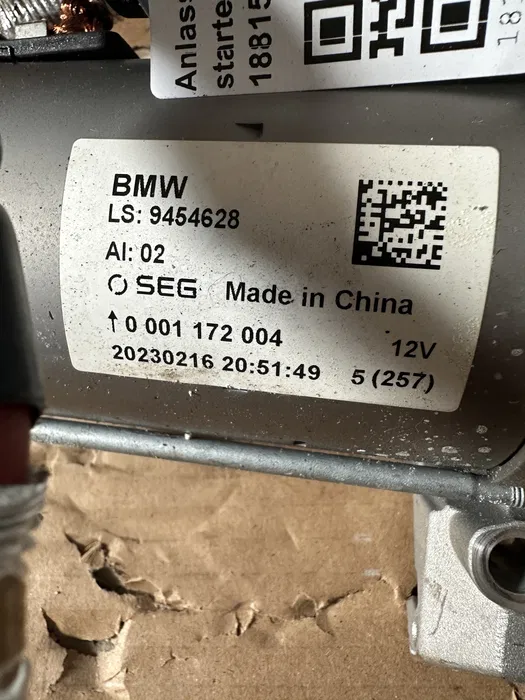 Anlass
starte
18815
BMW
LS: 9454628
AI: 02
SEG Made in China
↑0 001 172 004 12V
20230216 20:51:49 5 (257)